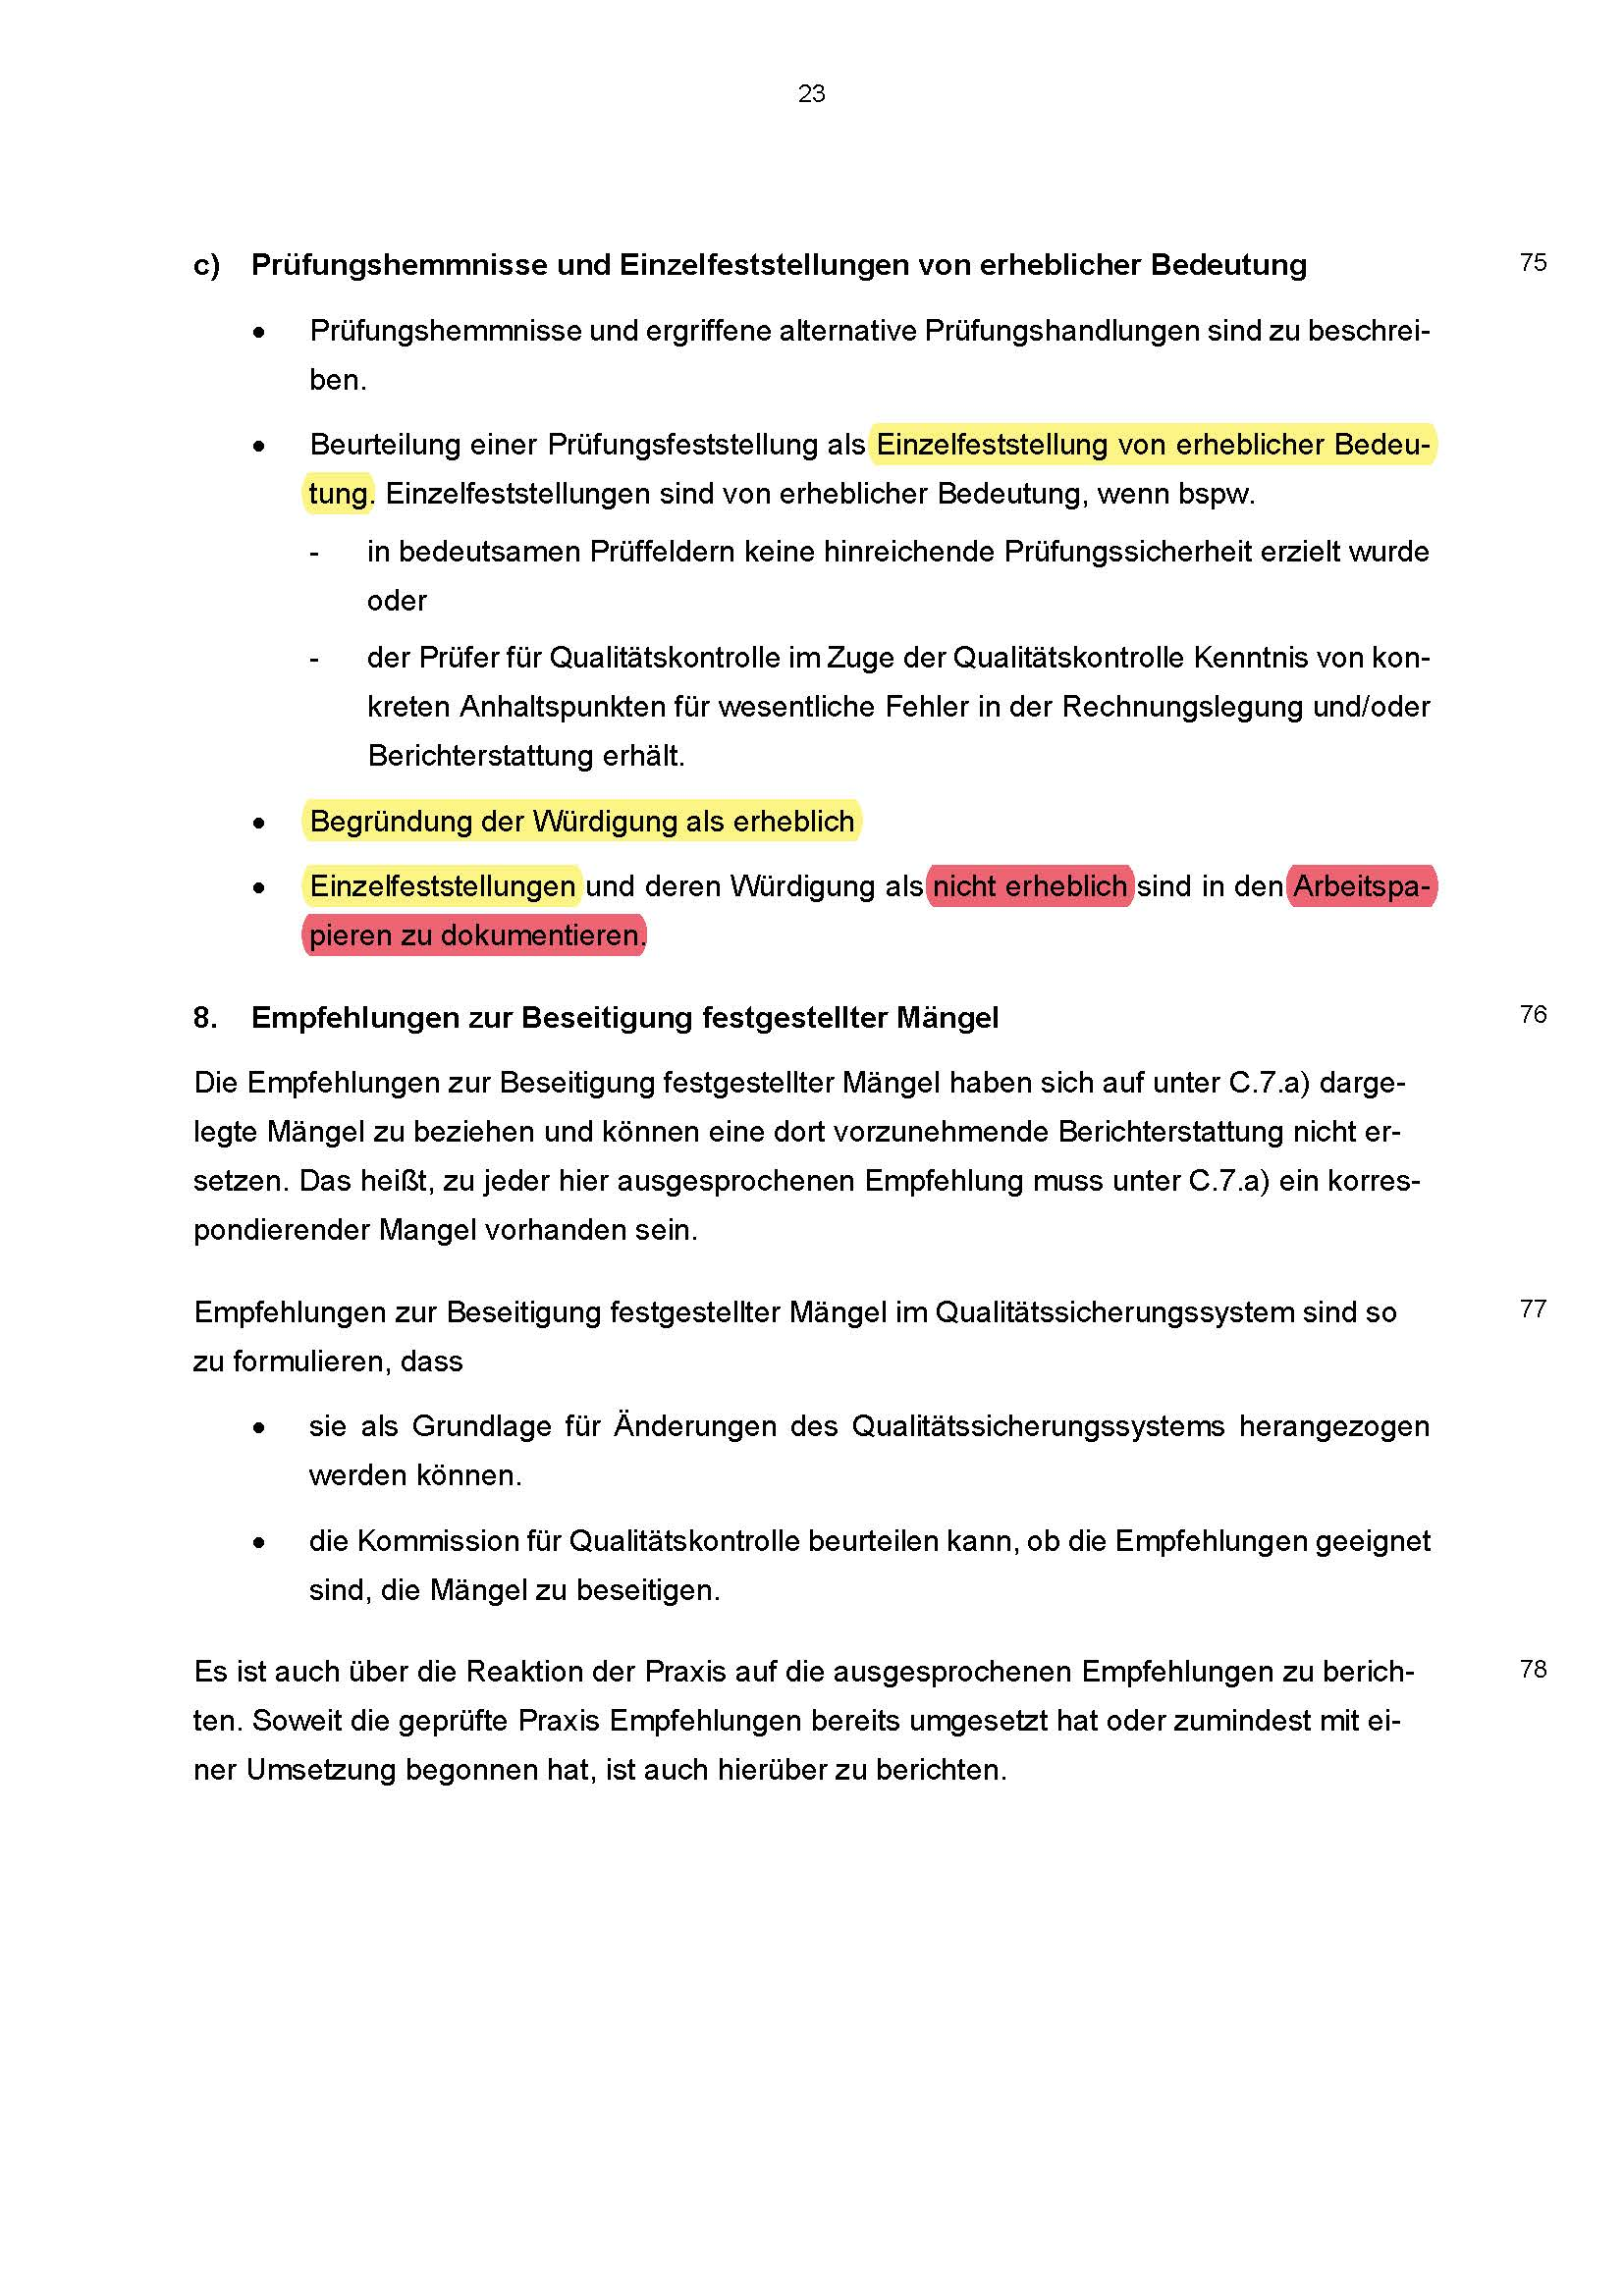 23
c) Prüfungshemmnisse und Einzelfeststellungen von erheblicher Bedeutung 75
• Prüfungshemmnisse und ergriffene alternative Prüfungshandlungen sind zu beschrei-
ben.
• Beurteilung einer Prüfungsfeststellung als Einzelfeststellung von erheblicher Bedeu-
tung. Einzelfeststellungen sind von erheblicher Bedeutung, wenn bspw.
- in bedeutsamen Prüffeldern keine hinreichende Prüfungssicherheit erzielt wurde
oder
- der Prüfer für Qualitätskontrolle im Zuge der Qualitätskontrolle Kenntnis von kon-
kreten Anhaltspunkten für wesentliche Fehler in der Rechnungslegung und/oder
Berichterstattung erhält.
• Begründung der Würdigung als erheblich
• Einzelfeststellungen und deren Würdigung als nicht erheblich sind in den Arbeitspa-
pieren zu dokumentieren.
8. Empfehlungen zur Beseitigung festgestellter Mängel 76
Die Empfehlungen zur Beseitigung festgestellter Mängel haben sich auf unter C.7.a) darge-
legte Mängel zu beziehen und können eine dort vorzunehmende Berichterstattung nicht er-
setzen. Das heißt, zu jeder hier ausgesprochenen Empfehlung muss unter C.7.a) ein korres-
pondierender Mangel vorhanden sein.
Empfehlungen zur Beseitigung festgestellter Mängel im Qualitätssicherungssystem sind so 77
zu formulieren, dass
• sie als Grundlage für Änderungen des Qualitätssicherungssystems herangezogen
werden können.
• die Kommission für Qualitätskontrolle beurteilen kann, ob die Empfehlungen geeignet
sind, die Mängel zu beseitigen.
Es ist auch über die Reaktion der Praxis auf die ausgesprochenen Empfehlungen zu berich- 78
ten. Soweit die geprüfte Praxis Empfehlungen bereits umgesetzt hat oder zumindest mit ei-
ner Umsetzung begonnen hat, ist auch hierüber zu berichten.